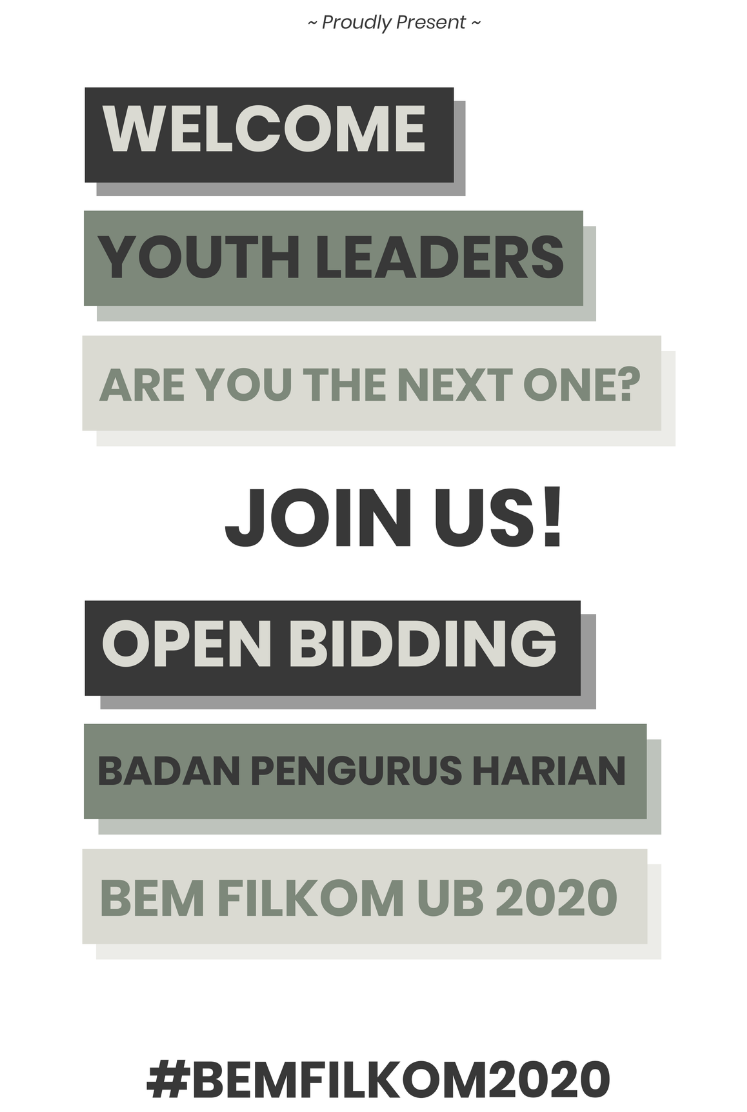 ~ Proudly Present ~
WELCOME
YOUTH LEADERS
ARE YOU THE NEXT ONE?
JOIN US!
OPEN BIDDING
BADAN PENGURUS HARIAN
BEM FILKOM UB 2020
#BEMFILKOM2020